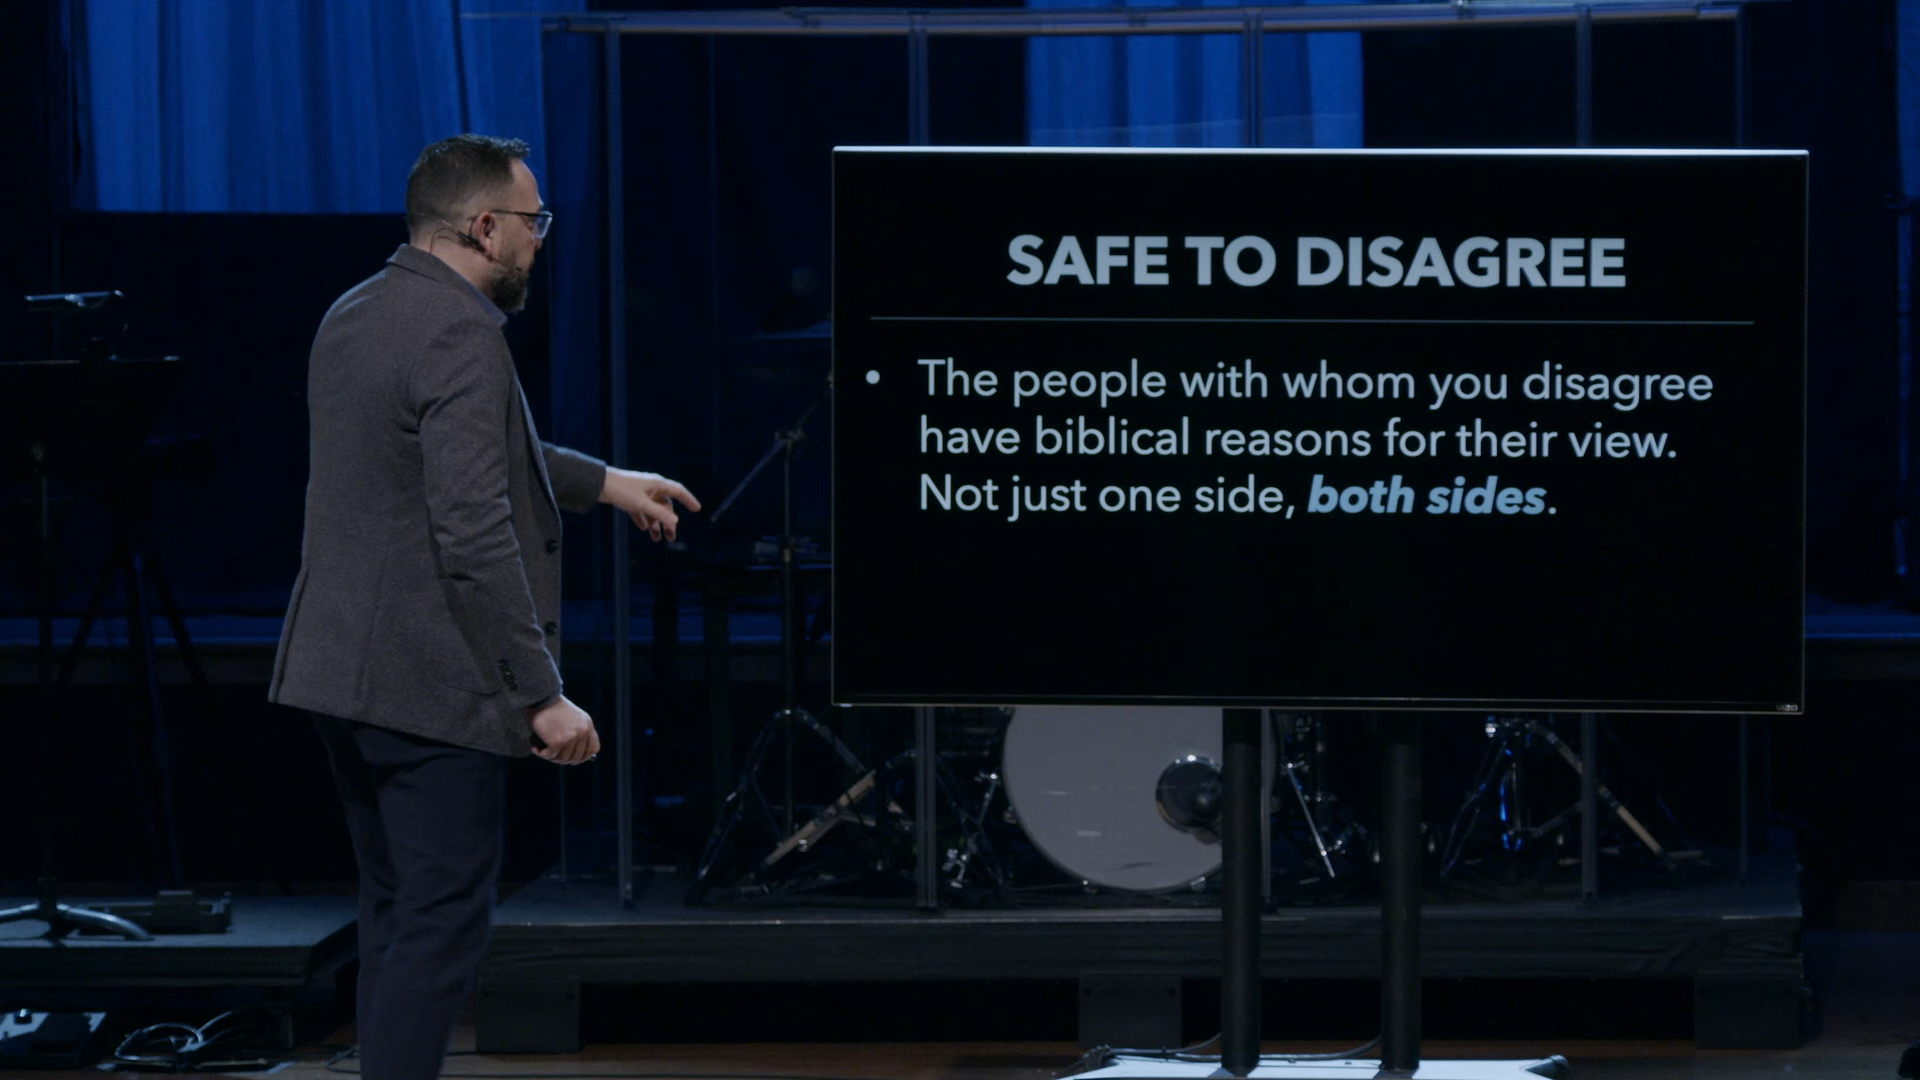 SAFE TO DISAGREE
• The people with whom you disagree
have biblical reasons for their view.
Not just one side, both sides.
VIZIO